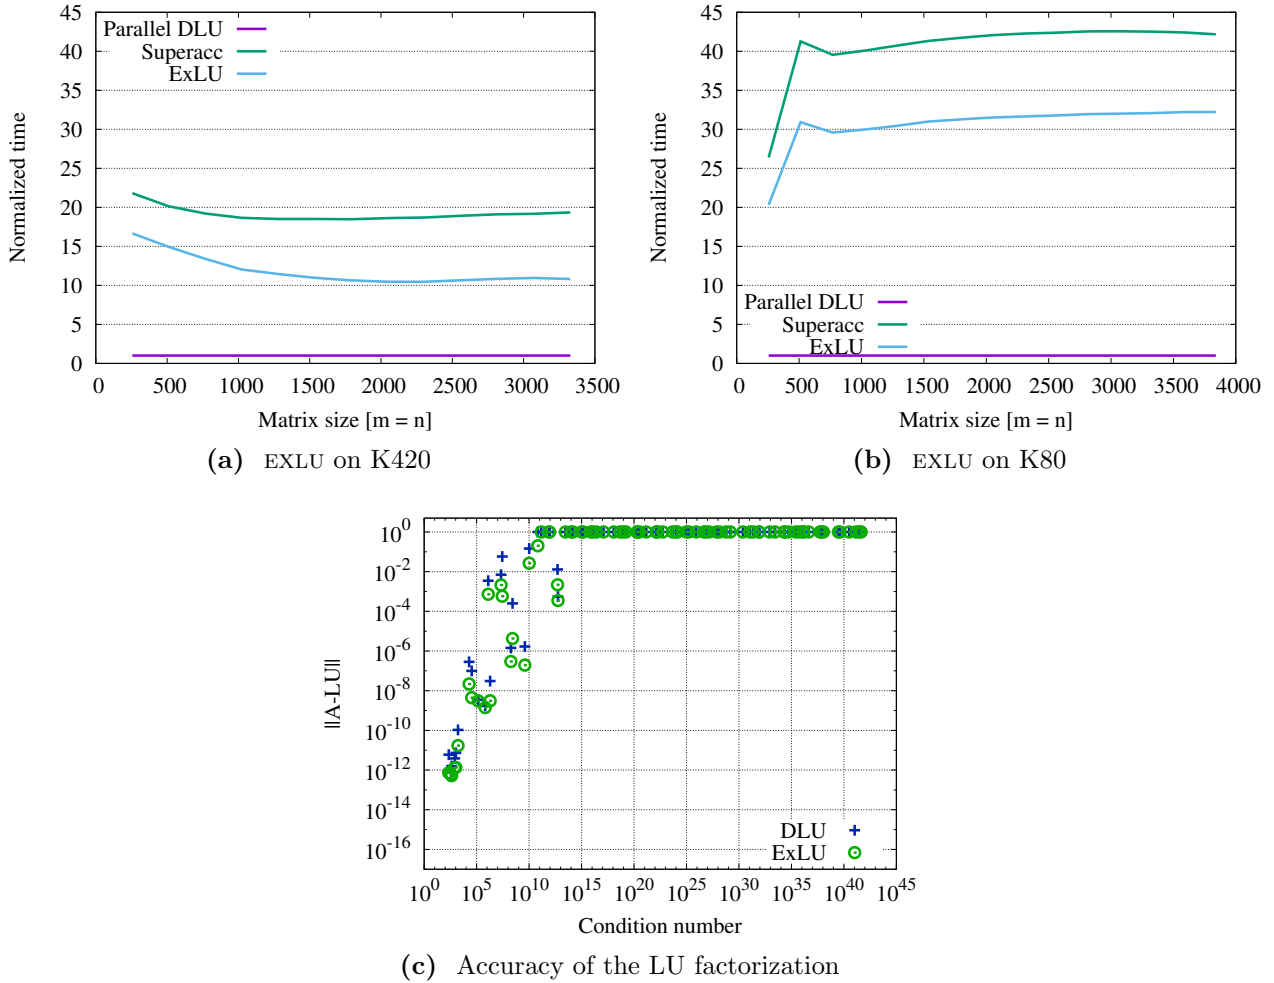 Parallel DLU
Superacc
ExLU
Normalized time
45
40
35
30
25
20
15
10
5
0
0 500 1000 1500 2000 2500 3000 3500
Matrix size [m = n]
(a) EXLU on K420
Normalized time
45
40
35
30
25
20
15
10
5
0
Parallel DLU
Superacc
ExLU
0 500 1000 1500 2000 2500 3000 3500 4000
Matrix size [m = n]
(b) EXLU on K80
||A-LU||
10^0
10^-2
10^-4
10^-6
10^-8
10^-10
10^-12
10^-14
10^-16
DLU
ExLU
10^0 10^5 10^10 10^15 10^20 10^25 10^30 10^35 10^40 10^45
Condition number
(c) Accuracy of the LU factorization